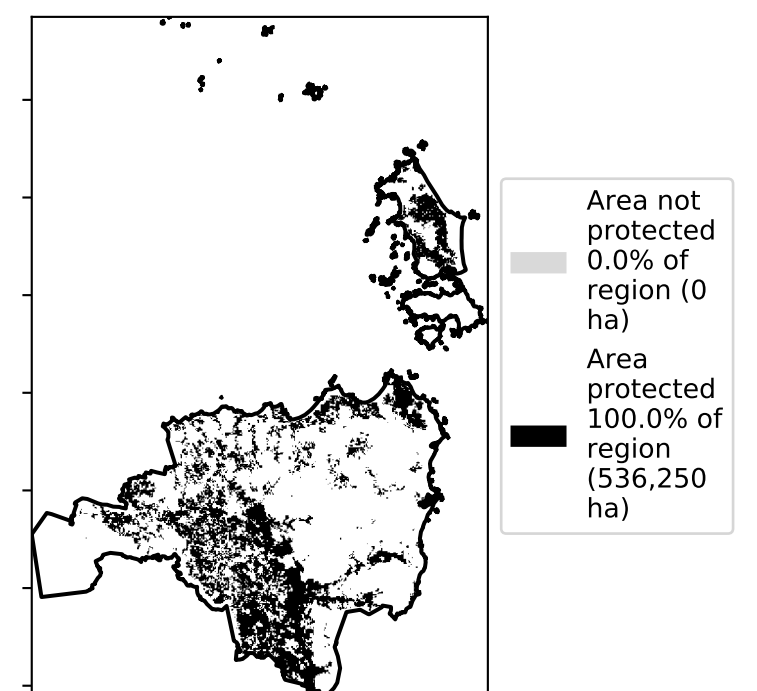 Area not
protected
0.0% of
region (0
ha)
Area
protected
100.0% of
region
(536,250
ha)